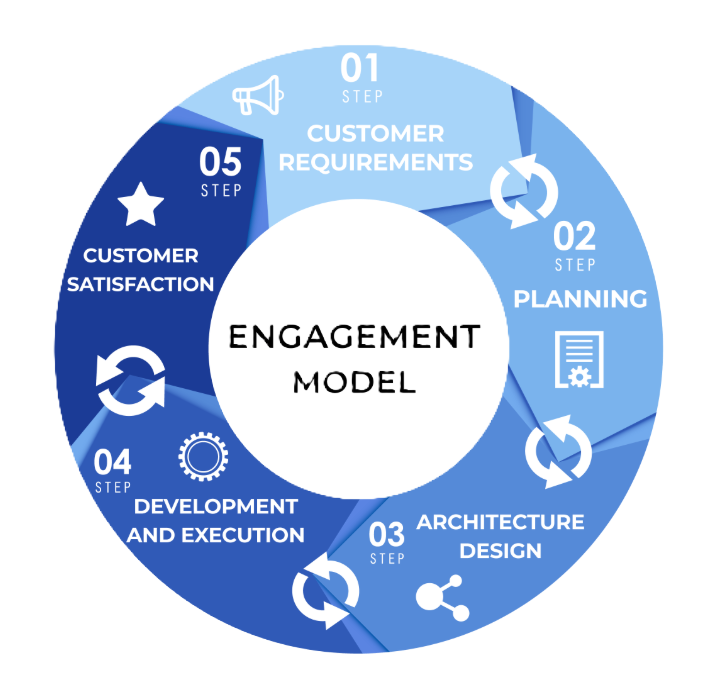 01
STEP
CUSTOMER
REQUIREMENTS
02
STEP
PLANNING
03
STEP
ARCHITECTURE
DESIGN
04
STEP
DEVELOPMENT
AND EXECUTION
05
STEP
CUSTOMER
SATISFACTION
ENGAGEMENT
MODEL